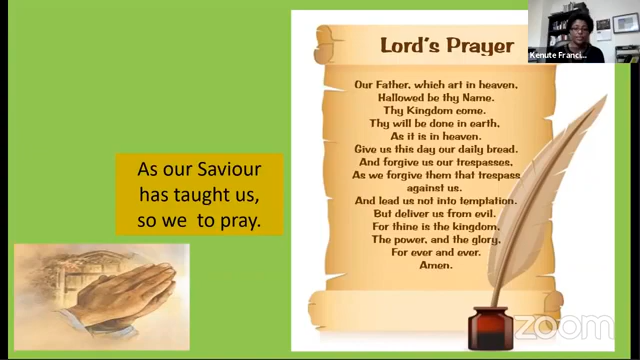 Lord's Prayer
Our Father, which art in heaven,
Hallowed be thy Name.
Thy Kingdom come.
Thy will be done in earth,
As it is in heaven.
Give us this day our daily bread.
And forgive us our trespasses,
As we forgive them that trespass
against us.
And lead us not into temptation,
But deliver us from evil.
For thine is the kingdom,
The power, and the glory,
For ever and ever.
Amen.
As our Saviour
has taught us,
so we  to pray.
Kenute Franci...
zoom